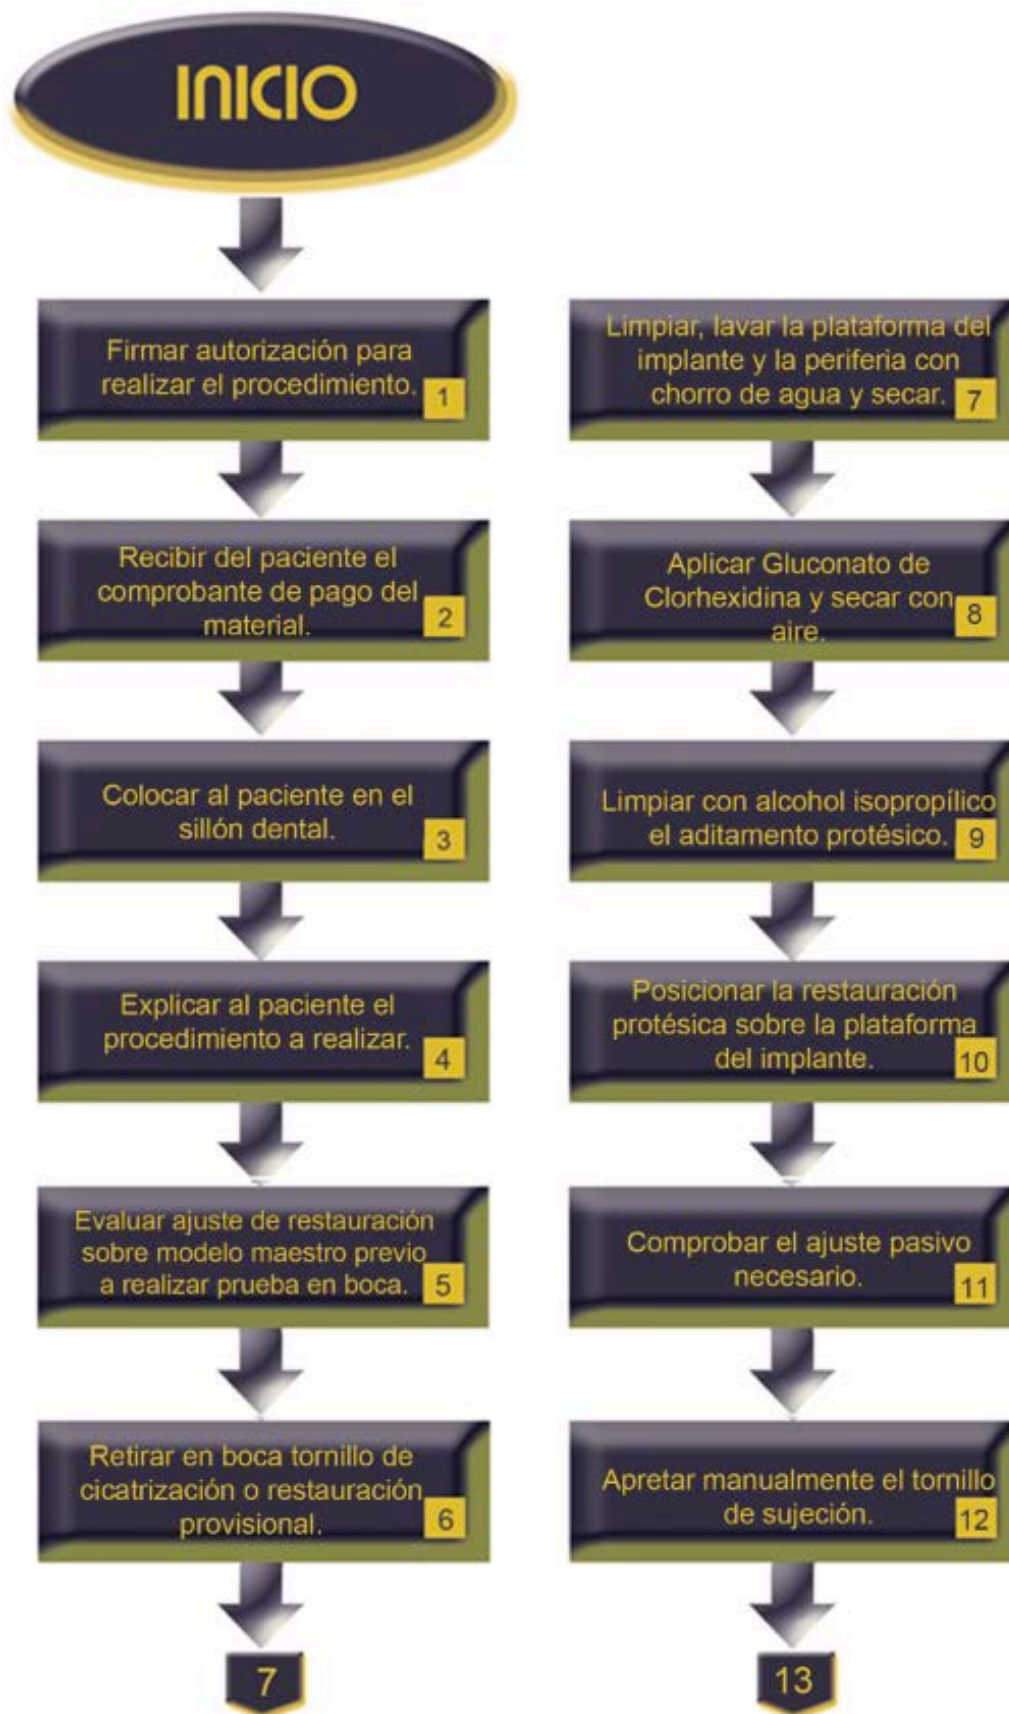 INICIO
Firmar autorización para
realizar el procedimiento.
1
Recibir del paciente el
comprobante de pago del
material.
2
Colocar al paciente en el
sillón dental.
3
Explicar al paciente el
procedimiento a realizar.
4
Evaluar ajuste de restauración
sobre modelo maestro previo
a realizar prueba en boca.
5
Retirar en boca tornillo de
cicatrización o restauración
provisional.
6
7
Limpiar, lavar la plataforma del
implante y la periferia con
chorro de agua y secar.
7
Aplicar Gluconato de
Clorhexidina y secar con
aire.
8
Limpiar con alcohol isopropílico
el aditamento protésico.
9
Posicionar la restauración
protésica sobre la plataforma
del implante.
10
Comprobar el ajuste pasivo
necesario.
11
Apretar manualmente el tornillo
de sujeción.
12
13